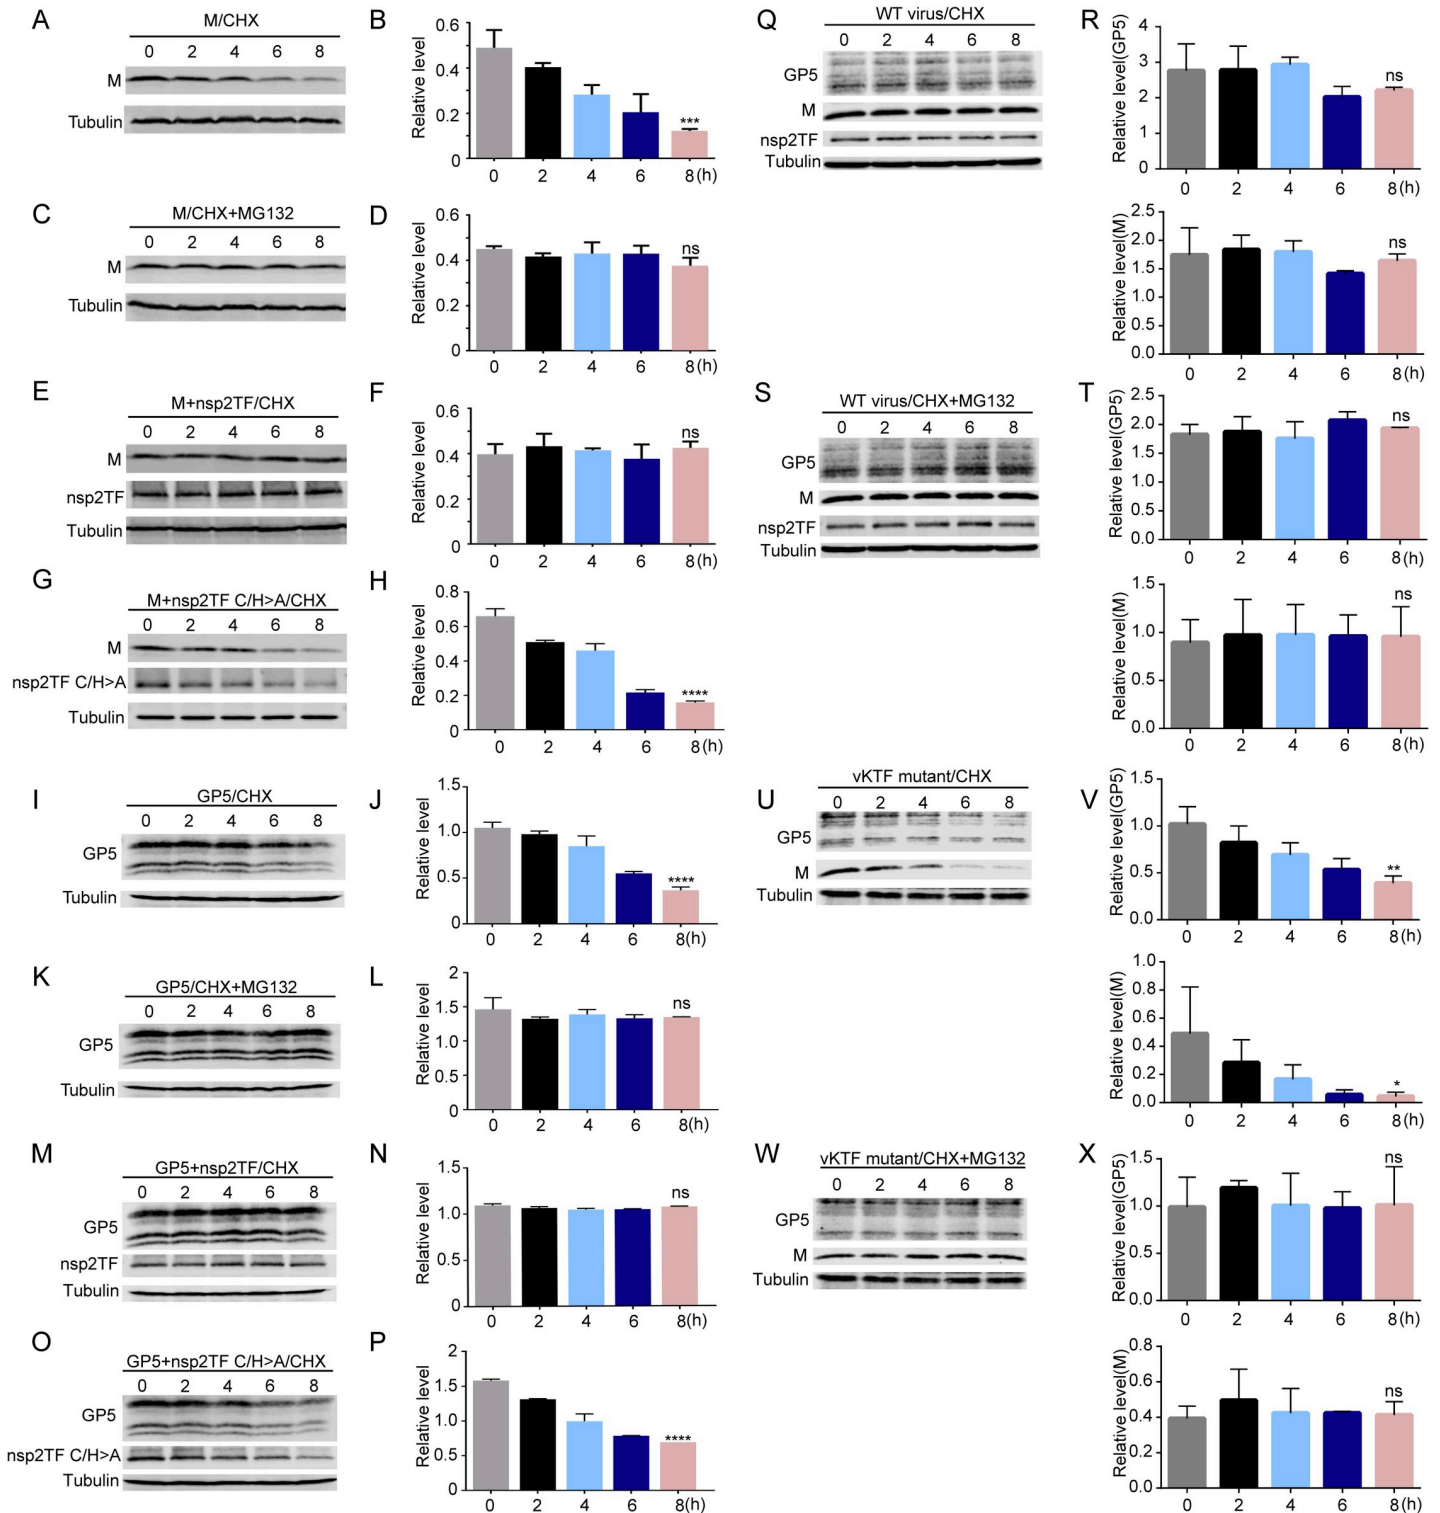 A
M/CHX
0 2 4 6 8
M
Tubulin
B
Relative level
0.6
0.4
0.2
0
***
0 2 4 6 8(h)
C
M/CHX+MG132
0 2 4 6 8
M
Tubulin
D
Relative level
0.6
0.4
0.2
0
ns
0 2 4 6 8(h)
E
M+nsp2TF/CHX
0 2 4 6 8
M
nsp2TF
Tubulin
F
Relative level
0.6
0.4
0.2
0
ns
0 2 4 6 8(h)
G
M+nsp2TF C/H>A/CHX
0 2 4 6 8
M
nsp2TF C/H>A
Tubulin
H
Relative level
0.8
0.6
0.4
0.2
0
****
0 2 4 6 8(h)
I
GP5/CHX
0 2 4 6 8
GP5
Tubulin
J
Relative level
1.5
1.0
0.5
0
****
0 2 4 6 8(h)
K
GP5/CHX+MG132
0 2 4 6 8
GP5
Tubulin
L
Relative level
2
1.5
1.0
0.5
0
ns
0 2 4 6 8(h)
M
GP5+nsp2TF/CHX
0 2 4 6 8
GP5
nsp2TF
Tubulin
N
Relative level
1.5
1.0
0.5
0
ns
0 2 4 6 8(h)
O
GP5+nsp2TF C/H>A/CHX
0 2 4 6 8
GP5
nsp2TF C/H>A
Tubulin
P
Relative level
2
1.5
1.0
0.5
0
****
0 2 4 6 8(h)
Q
WT virus/CHX
0 2 4 6 8
GP5
M
nsp2TF
Tubulin
R
Relative level(GP5)
4
3
2
1
0
ns
0 2 4 6 8(h)
Relative level(M)
2.5
2.0
1.5
1.0
0.5
0.0
ns
0 2 4 6 8(h)
S
WT virus/CHX+MG132
0 2 4 6 8
GP5
M
nsp2TF
Tubulin
T
Relative level(GP5)
2.5
2.0
1.5
1.0
0.5
0.0
ns
0 2 4 6 8(h)
Relative level(M)
1.5
1.0
0.5
0.0
ns
0 2 4 6 8(h)
U
vKTF mutant/CHX
0 2 4 6 8
GP5
M
Tubulin
V
Relative level(GP5)
1.5
1.0
0.5
0.0
**
0 2 4 6 8(h)
Relative level(M)
1.0
0.8
0.6
0.4
0.2
0.0
*
0 2 4 6 8(h)
W
vKTF mutant/CHX+MG132
0 2 4 6 8
GP5
M
Tubulin
X
Relative level(GP5)
1.5
1.0
0.5
0.0
ns
0 2 4 6 8(h)
Relative level(M)
0.8
0.6
0.4
0.2
0.0
ns
0 2 4 6 8(h)